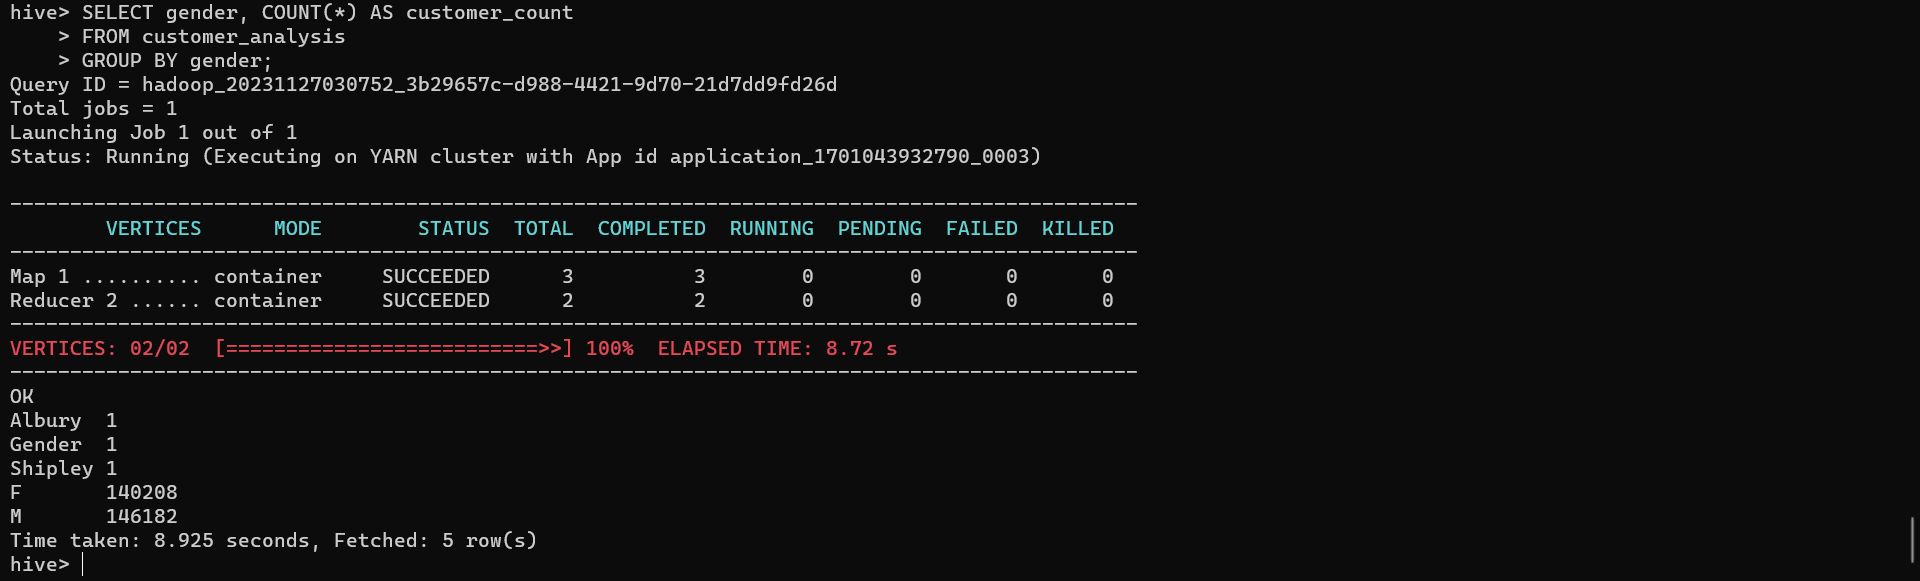 hive> SELECT gender, COUNT(*) AS customer_count
    > FROM customer_analysis
    > GROUP BY gender;
Query ID = hadoop_20231127030752_3b29657c-d988-4421-9d70-21d7dd9fd26d
Total jobs = 1
Launching Job 1 out of 1
Status: Running (Executing on YARN cluster with App id application_1701043932790_0003)

----------------------------------------------------------------------------------------------
        VERTICES      MODE        STATUS  TOTAL  COMPLETED  RUNNING  PENDING  FAILED  KILLED
----------------------------------------------------------------------------------------------
Map 1 .......... container     SUCCEEDED      3          3        0        0       0       0
Reducer 2 ...... container     SUCCEEDED      2          2        0        0       0       0
----------------------------------------------------------------------------------------------
VERTICES: 02/02  [==========================>>] 100%  ELAPSED TIME: 8.72 s
----------------------------------------------------------------------------------------------
OK
Albury  1
Gender  1
Shipley 1
F       140208
M       146182
Time taken: 8.925 seconds, Fetched: 5 row(s)
hive>